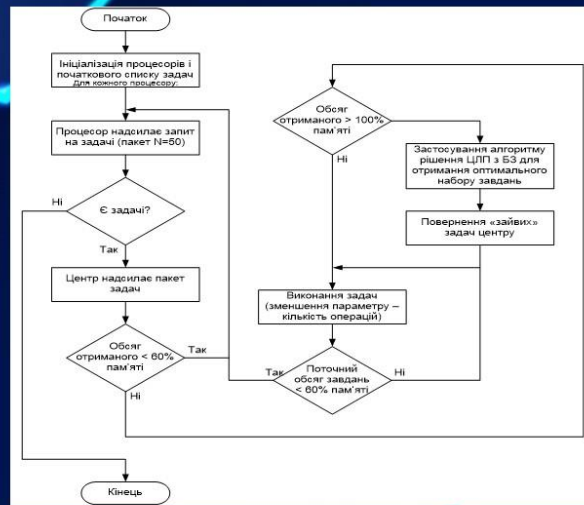 Початок
Ініціалізація процесорів і
початкового списку задач
Для кожного процесору:
Процесор надсилає запит
на задачі (пакет N=50)
Є задачі?
Ні
Так
Центр надсилає пакет
задач
Обсяг
отриманого < 60%
пам'яті
Так
Ні
Кінець
Обсяг
отриманого > 100%
пам'яті
Ні
Застосування алгоритму
рішення ЦЛП з БЗ для
отримання оптимального
набору завдань
Повернення «зайвих»
задач центру
Виконання задач
(зменшення параметру –
кількість операцій)
Поточний
обсяг завдань
< 60% пам'яті
Так
Ні